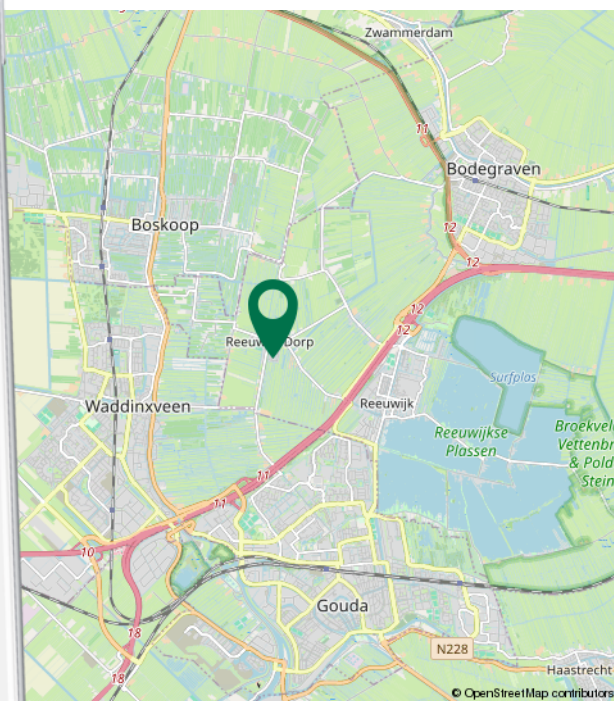 Zwammerdam
11
Bodegraven
Boskoop
12
12
12
12
Dorp
Waddinxveen
Reeuwijk
Surfplas
Reeuwijkse
Plassen
11
11
10
Gouda
18
18
N228
Haastrecht
© OpenStreetMap contributors